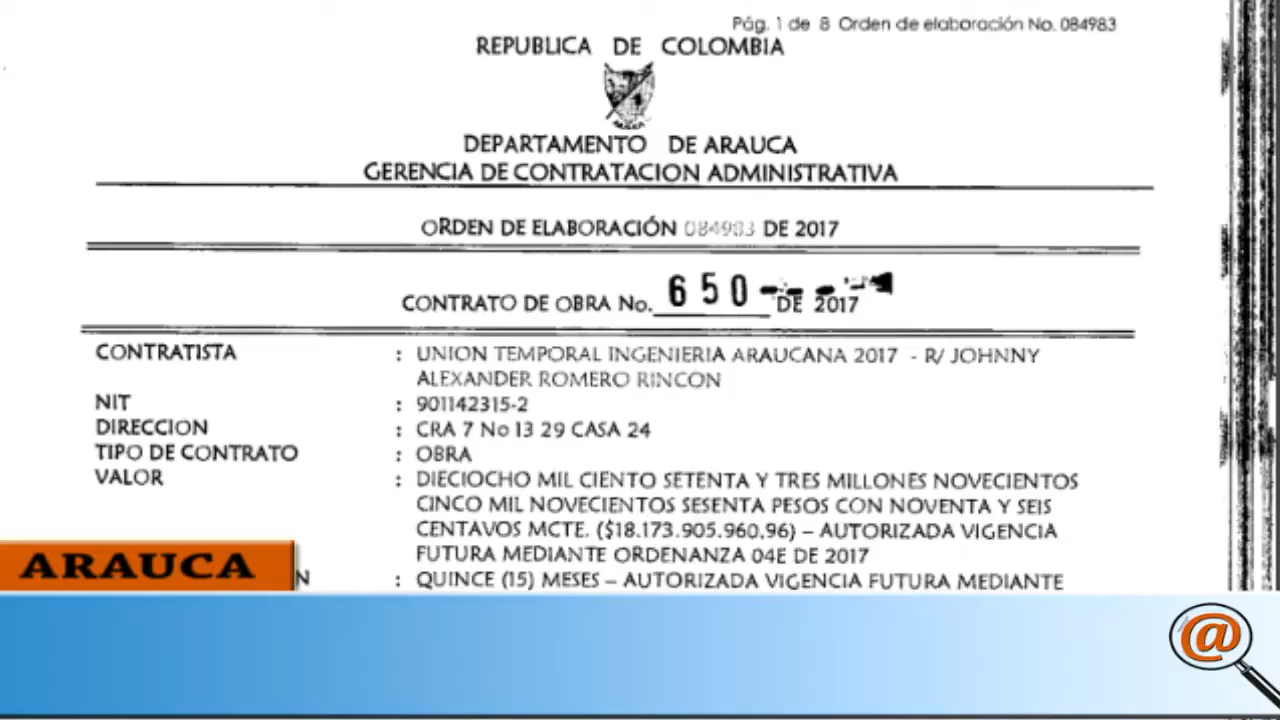 Pág. 1 de 8 Orden de elaboración No. 084983
REPUBLICA DE COLOMBIA
DEPARTAMENTO DE ARAUCA
GERENCIA DE CONTRATACION ADMINISTRATIVA
ORDEN DE ELABORACIÓN 084983 DE 2017
CONTRATO DE OBRA No. 650 DE 2017
CONTRATISTA : UNION TEMPORAL INGENIERIA ARAUCANA 2017 - R/ JOHNNY
ALEXANDER ROMERO RINCON
NIT : 901142315-2
DIRECCION : CRA 7 No 13 29 CASA 24
TIPO DE CONTRATO : OBRA
VALOR : DIECIOCHO MIL CIENTO SETENTA Y TRES MILLONES NOVECIENTOS
CINCO MIL NOVECIENTOS SESENTA PESOS CON NOVENTA Y SEIS
CENTAVOS MCTE. ($18.173.905.960.96) – AUTORIZADA VIGENCIA
FUTURA MEDIANTE ORDENANZA 04E DE 2017
N : QUINCE (15) MESES – AUTORIZADA VIGENCIA FUTURA MEDIANTE
ARAUCA
@